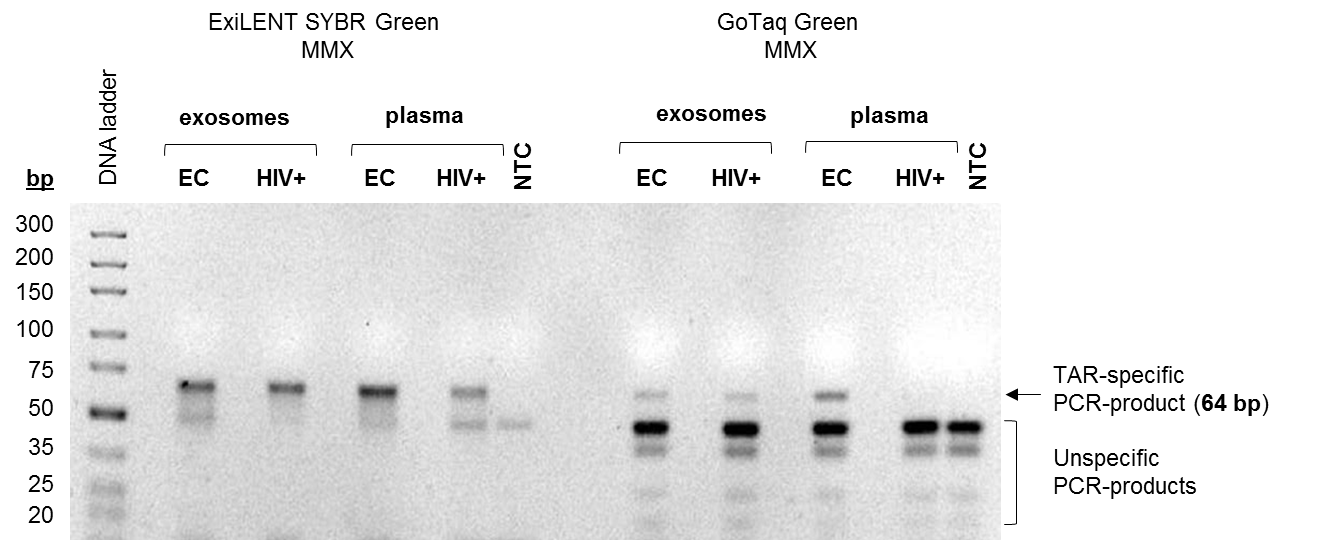 ExiLENT SYBR Green
MMX
GoTaq Green
MMX
DNA ladder
exosomes
plasma
NTC
exosomes
plasma
NTC
bp
EC
HIV+
EC
HIV+
EC
HIV+
EC
HIV+
300
200
150
100
75
50
35
25
20
TAR-specific
PCR-product (64 bp)
Unspecific
PCR-products